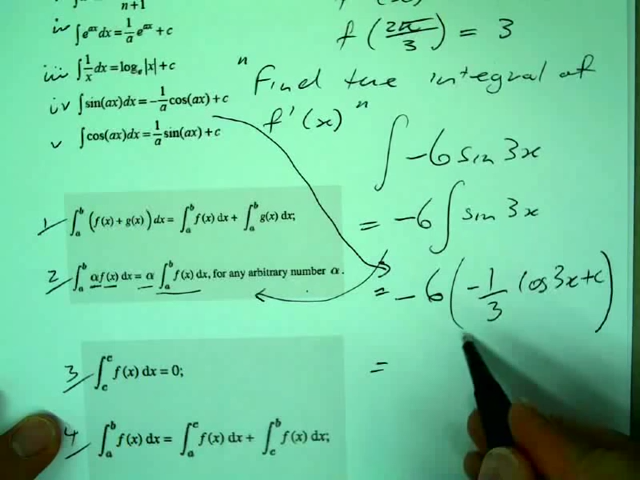 n+1
iv ∫e^{ax}dx = 1/a e^{ax} + c
iii ∫1/x dx = log_e|x| + c
iv ∫sin(ax)dx = -1/a cos(ax) + c
v ∫cos(ax)dx = 1/a sin(ax) + c
f(2π/3) = 3
"Find the integral of
f'(x)"
∫ -6 sin 3x
= -6 ∫ sin 3x
= -6 (-1/3 cos 3x + c)
=
1 ∫_a^b (f(x) + g(x)) dx = ∫_a^b f(x) dx + ∫_a^b g(x) dx;
2 ∫_a^b αf(x) dx = α ∫_a^b f(x) dx, for any arbitrary number α.
3 ∫_c^c f(x) dx = 0;
4 ∫_a^b f(x) dx = ∫_a^c f(x) dx + ∫_c^b f(x) dx;